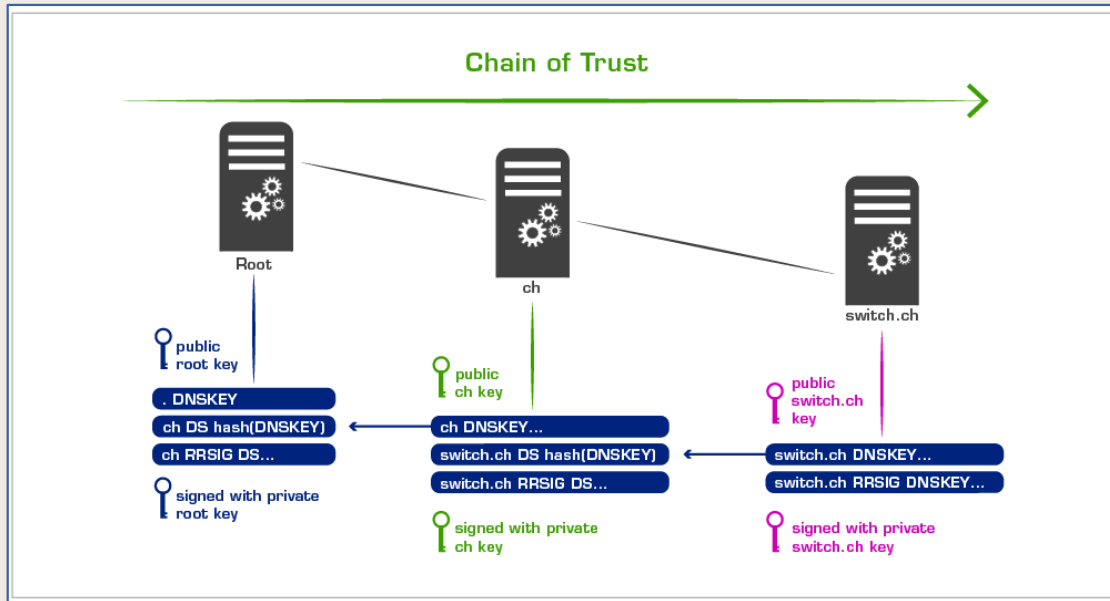 Chain of Trust
Root
ch
switch.ch
public
root key
. DNSKEY
ch DS hash(DNSKEY)
ch RRSIG DS...
signed with private
root key
public
ch key
ch DNSKEY...
switch.ch DS hash(DNSKEY)
switch.ch RRSIG DS...
signed with private
ch key
public
switch.ch
key
switch.ch DNSKEY...
switch.ch RRSIG DNSKEY...
signed with private
switch.ch key